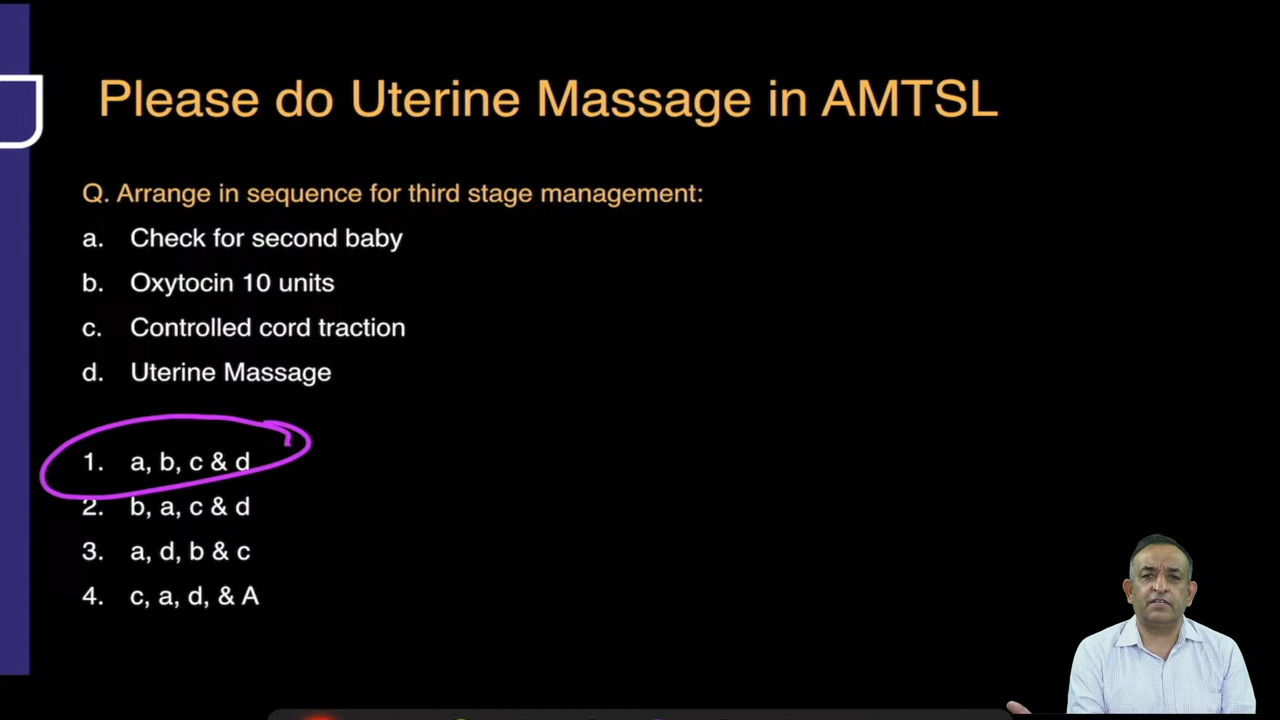 Please do Uterine Massage in AMTSL
Q. Arrange in sequence for third stage management:
a. Check for second baby
b. Oxytocin 10 units
c. Controlled cord traction
d. Uterine Massage
1. a, b, c & d
2. b, a, c & d
3. a, d, b & c
4. c, a, d, & A